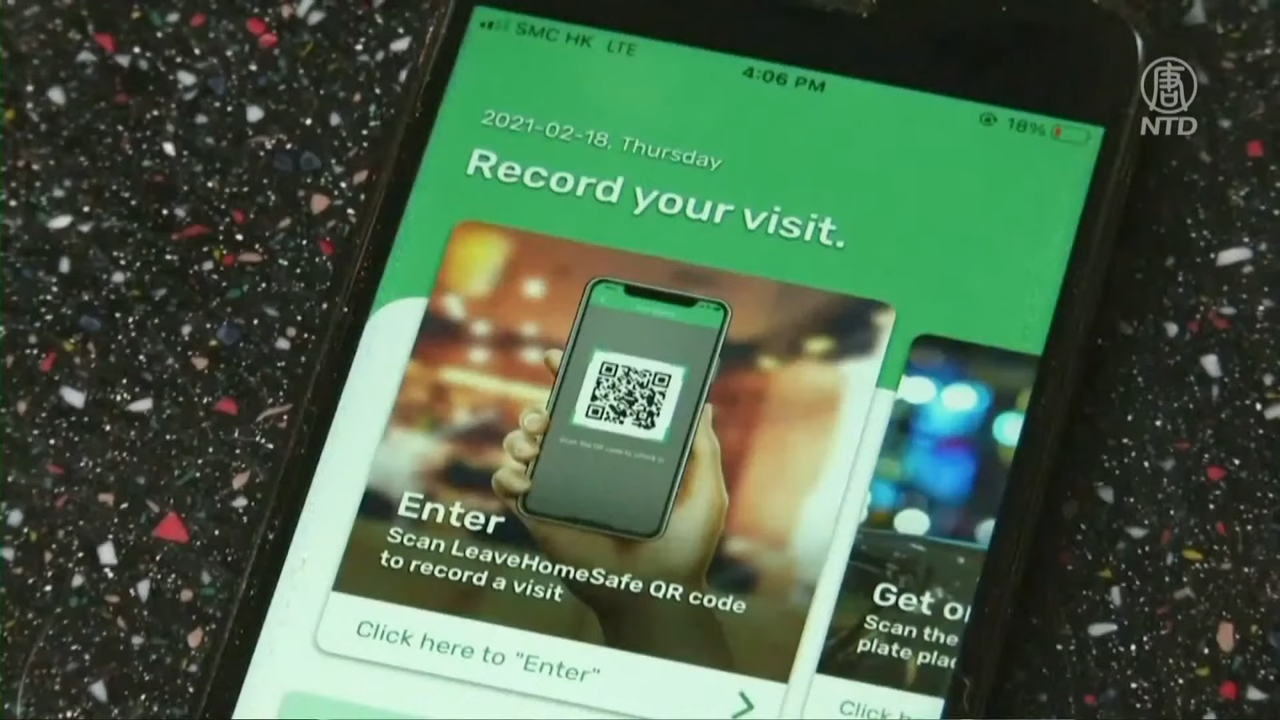 SMC HK LTE
4:06 PM
18%
唐
NTD
2021-02-18, Thursday
Record your visit.
Enter
Scan LeaveHomeSafe QR code
to record a visit
Click here to "Enter"
Get o
Scan the
plate pla
Click h